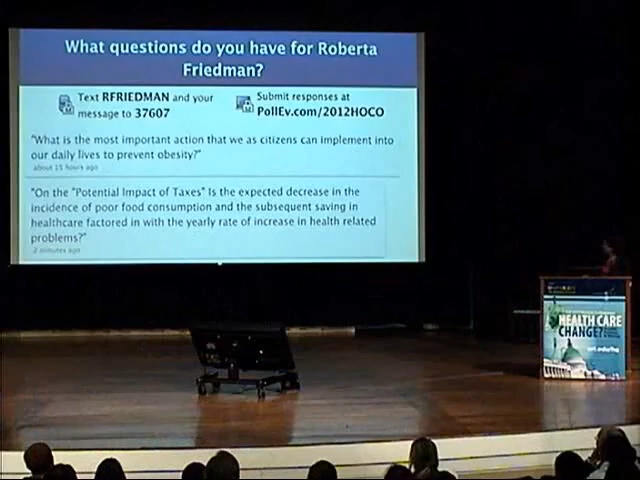 What questions do you have for Roberta
Friedman?
Text RFRIEDMAN and your
message to 37607
Submit responses at
PollEv.com/2012HOCO
"What is the most important action that we as citizens can implement into
our daily lives to prevent obesity?"
about 15 hours ago
"On the "Potential Impact of Taxes" Is the expected decrease in the
incidence of poor food consumption and the subsequent saving in
healthcare factored in with the yearly rate of increase in health related
problems?"
2 minutes ago
HEALTH CARE
CHANGE?